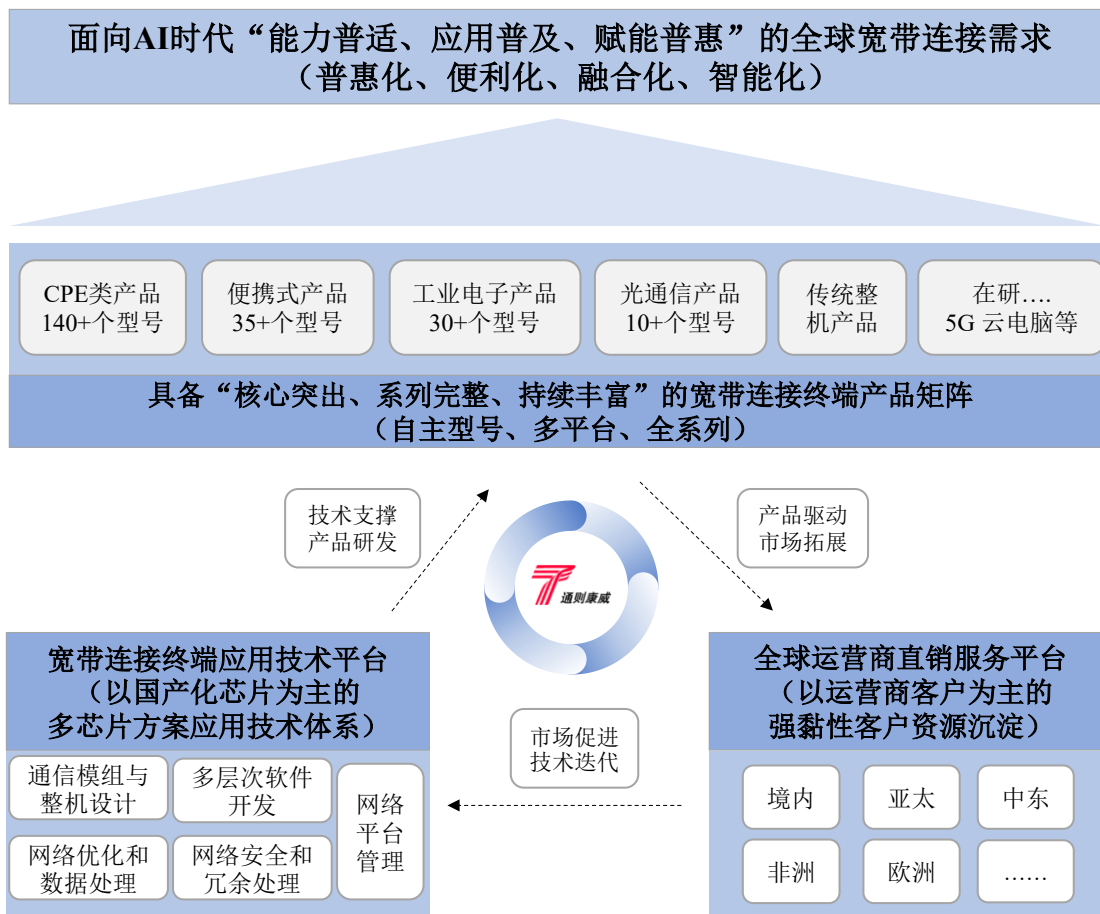 面向AI时代“能力普适、应用普及、赋能普惠”的全球宽带连接需求
（普惠化、便利化、融合化、智能化）
CPE类产品
140+个型号
便携式产品
35+个型号
工业电子产品
30+个型号
光通信产品
10+个型号
传统整
机产品
在研....
5G 云电脑等
具备“核心突出、系列完整、持续丰富”的宽带连接终端产品矩阵
（自主型号、多平台、全系列）
技术支撑
产品研发
产品驱动
市场拓展
通则康威
宽带连接终端应用技术平台
（以国产化芯片为主的
多芯片方案应用技术体系）
全球运营商直销服务平台
（以运营商客户为主的
强黏性客户资源沉淀）
市场促进
技术迭代
通信模组与
整机设计
多层次软件
开发
网络
平台
管理
网络优化和
数据处理
网络安全和
冗余处理
境内
亚太
中东
非洲
欧洲
……